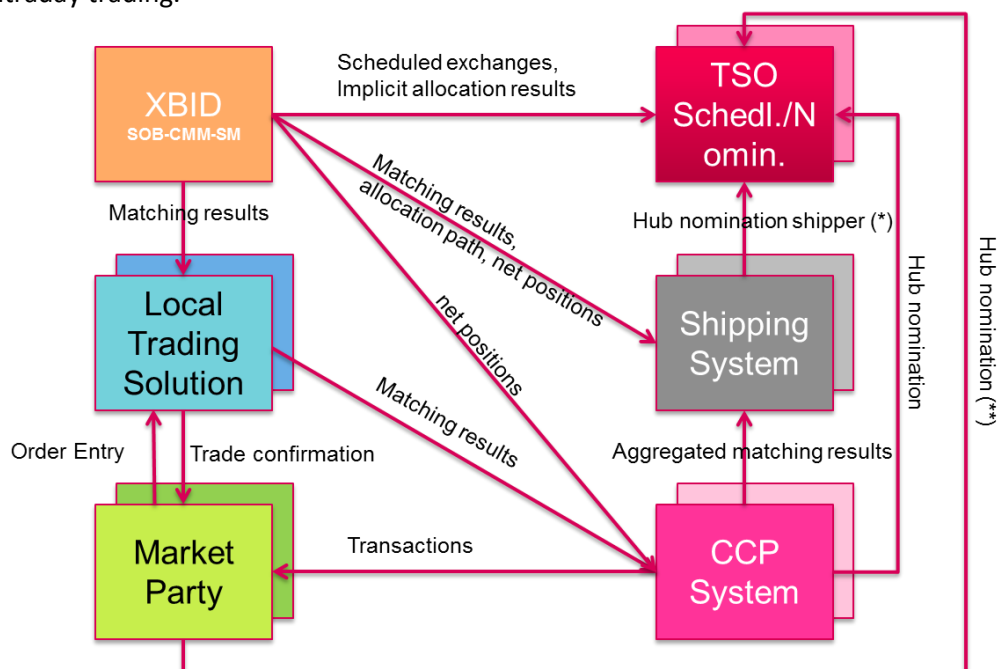 traday trading.
XBID
SOB-CMM-SM
Scheduled exchanges,
Implicit allocation results
TSO
Schedl./N
omin.
Matching results
Matching results,
allocation path, net positions
Hub nomination shipper (*)
Local
Trading
Solution
net positions
Shipping
System
Hub nomination
Hub nomination (**)
Matching results
Order Entry
Trade confirmation
Aggregated matching results
Market
Party
Transactions
CCP
System